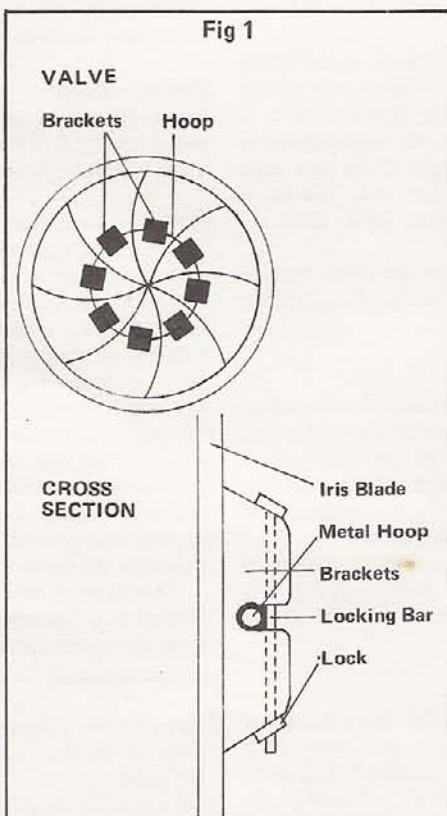 Fig 1
VALVE
Brackets Hoop
CROSS
SECTION
Iris Blade
Metal Hoop
Brackets
Locking Bar
Lock